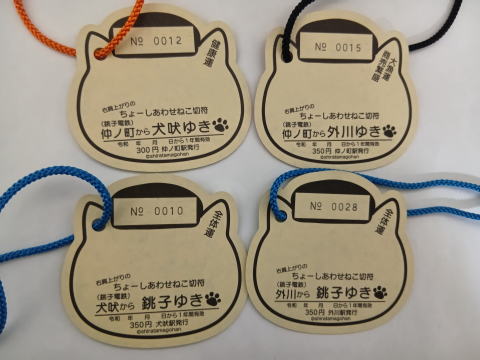 № 0012
健康運
右肩上がりの
ちょーしあわせねこ切符
(銚子電鉄)
仲ノ町から 犬吠ゆき
令和 年 月 日から1年間有効
300円 仲ノ町駅発行
©shiratamagohan
№ 0015
大漁運
商売繁盛
右肩上がりの
ちょーしあわせねこ切符
(銚子電鉄)
仲ノ町から 外川ゆき
令和 年 月 日から1年間有効
350円 仲ノ町駅発行
©shiratamagohan
№ 0010
全体運
右肩上がりの
ちょーしあわせねこ切符
(銚子電鉄)
犬吠から 銚子ゆき
令和 年 月 日から1年間有効
350円 犬吠駅発行
©shiratamagohan
№ 0028
全体運
右肩上がりの
ちょーしあわせねこ切符
(銚子電鉄)
外川から 銚子ゆき
令和 年 月 日から1年間有効
350円 外川駅発行
©shiratamagohan